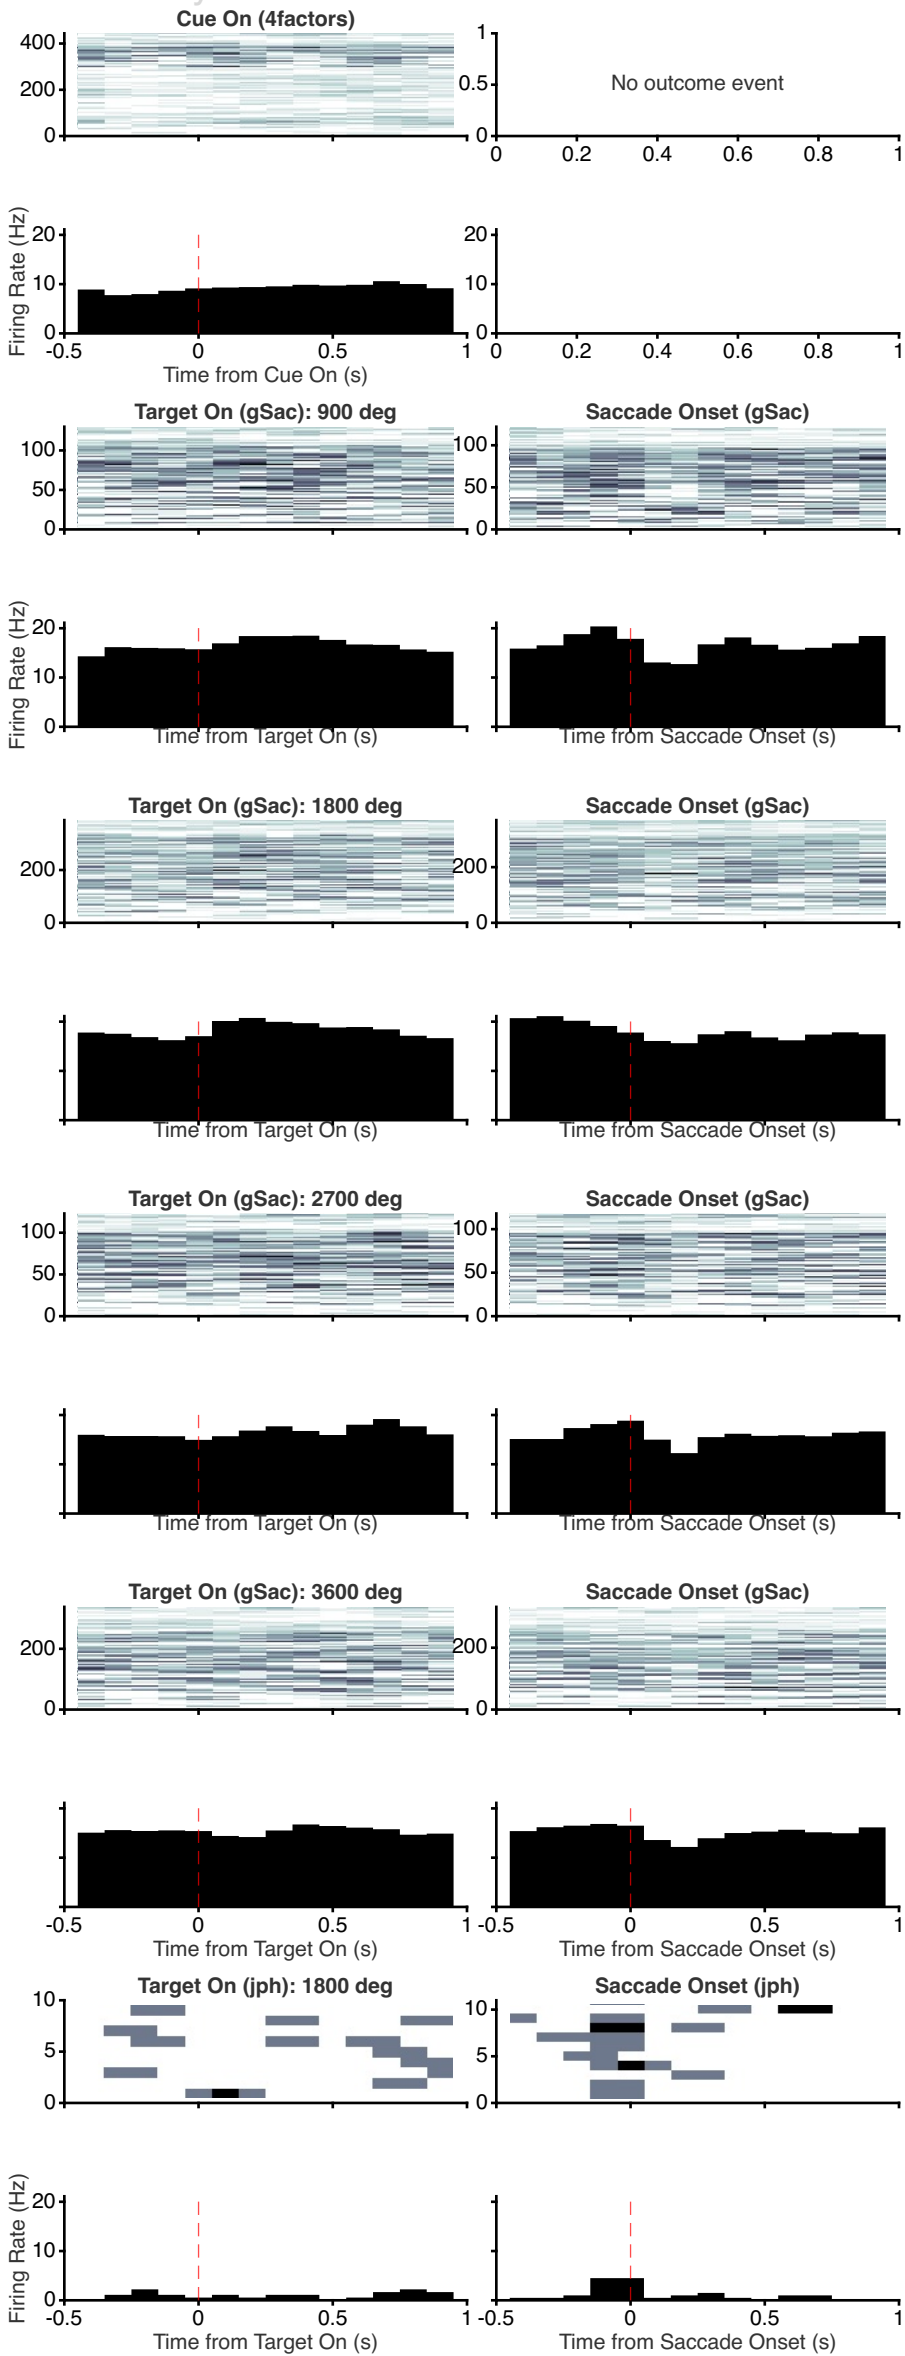 Cue On (4factors)
400
200
0
1
0.5
0
No outcome event
0 0.2 0.4 0.6 0.8 1
Firing Rate (Hz)
20
10
0
-0.5 0 0.5 1
Time from Cue On (s)
20
10
0
0 0.2 0.4 0.6 0.8 1
Target On (gSac): 900 deg
100
50
0
Saccade Onset (gSac)
100
50
0
Firing Rate (Hz)
20
10
0
Time from Target On (s)
Time from Saccade Onset (s)
Target On (gSac): 1800 deg
200
0
Saccade Onset (gSac)
200
0
Time from Target On (s)
Time from Saccade Onset (s)
Target On (gSac): 2700 deg
100
50
0
Saccade Onset (gSac)
100
50
0
Time from Target On (s)
Time from Saccade Onset (s)
Target On (gSac): 3600 deg
200
0
Saccade Onset (gSac)
200
0
-0.5 0 0.5 1
Time from Target On (s)
-0.5 0 0.5 1
Time from Saccade Onset (s)
Target On (jph): 1800 deg
10
5
0
Saccade Onset (jph)
10
5
0
Firing Rate (Hz)
20
10
0
-0.5 0 0.5 1
Time from Target On (s)
20
10
0
-0.5 0 0.5 1
Time from Saccade Onset (s)